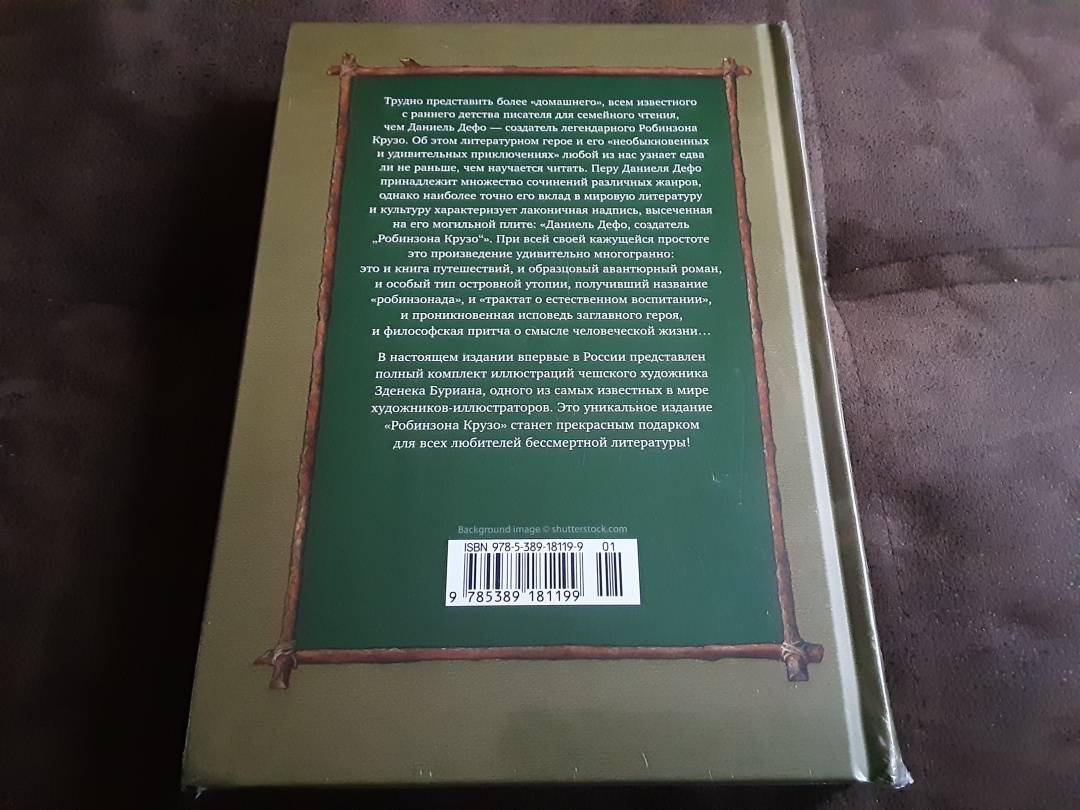 Трудно представить более «домашнего», всем известного
с раннего детства писателя для семейного чтения,
чем Даниель Дефо — создатель легендарного Робинзона
Крузо. Об этом литературном герое и его «необыкновенных
и удивительных приключениях» любой из нас узнает едва
ли не раньше, чем научается читать. Перу Даниеля Дефо
принадлежит множество сочинений различных жанров,
однако наиболее точно его вклад в мировую литературу
и культуру характеризует лаконичная надпись, высеченная
на его могильной плите: «Даниель Дефо, создатель
„Робинзона Крузо“». При всей своей кажущейся простоте
это произведение удивительно многогранно:
это и книга путешествий, и образцовый авантюрный роман,
и особый тип островной утопии, получивший название
«робинзонада», и «трактат о естественном воспитании»,
и проникновенная исповедь заглавного героя,
и философская притча о смысле человеческой жизни…
В настоящем издании впервые в России представлен
полный комплект иллюстраций чешского художника
Зденека Буриана, одного из самых известных в мире
художников-иллюстраторов. Это уникальное издание
«Робинзона Крузо» станет прекрасным подарком
для всех любителей бессмертной литературы!
Background image © shutterstock.com
ISBN 978-5-389-18119-9 01
9 785389 181199